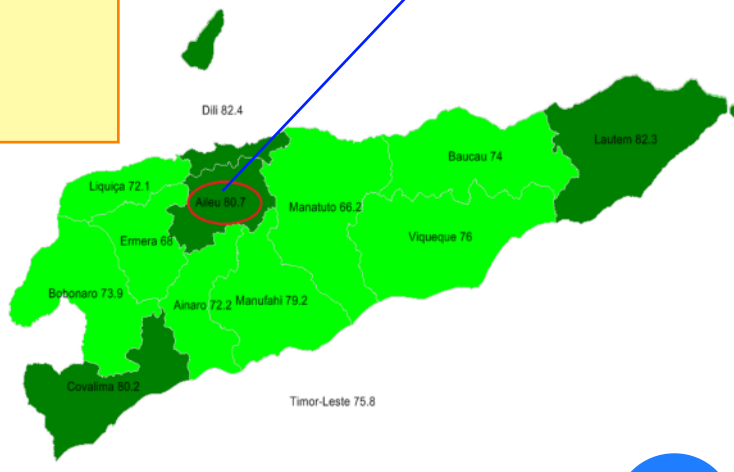 Dili 82.4
Lautem 82.3
Baucau 74
Liquiça 72.1
Aileu 80.7
Manatuto 66.2
Ermera 68
Viqueque 76
Bobonaro 73.9
Ainaro 72.2
Manufahi 79.2
Covalima 80.2
Timor-Leste 75.8